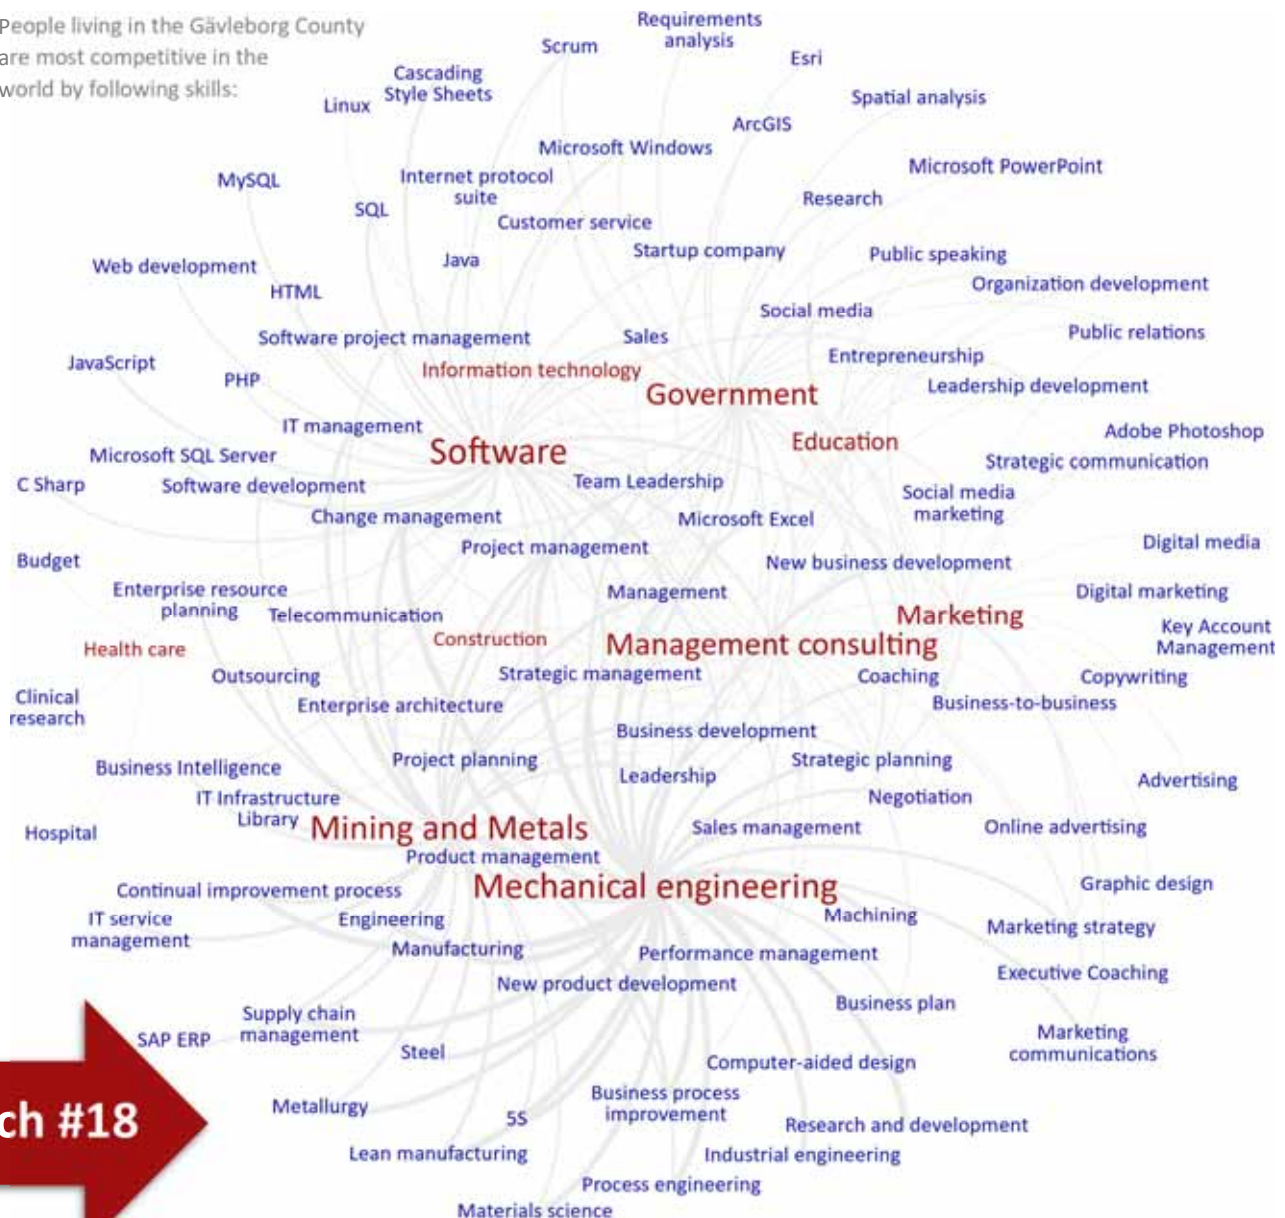 People living in the Gävleborg County
are most competitive in the
world by following skills:
Requirements
analysis
Scrum
Esri
Cascading
Style Sheets
Linux
Spatial analysis
ArcGIS
Microsoft Windows
Microsoft PowerPoint
Internet protocol
suite
MySQL
Research
SQL
Customer service
Startup company
Public speaking
Java
Web development
Organization development
HTML
Social media
Public relations
Software project management
Sales
Entrepreneurship
JavaScript
Information technology
PHP
Government
Leadership development
IT management
Adobe Photoshop
Education
Software
Microsoft SQL Server
Strategic communication
C Sharp
Software development
Team Leadership
Social media
marketing
Change management
Microsoft Excel
Digital media
Project management
Budget
New business development
Enterprise resource
planning
Management
Digital marketing
Telecommunication
Marketing
Key Account
Management
Health care
Construction
Management consulting
Outsourcing
Strategic management
Coaching
Copywriting
Clinical
research
Enterprise architecture
Business-to-business
Business development
Project planning
Strategic planning
Business Intelligence
Leadership
Advertising
IT Infrastructure
Library
Negotiation
Hospital
Mining and Metals
Sales management
Online advertising
Product management
Mechanical engineering
Graphic design
Continual improvement process
IT service
management
Engineering
Machining
Marketing strategy
Manufacturing
Performance management
Executive Coaching
New product development
Business plan
Supply chain
management
SAP ERP
Marketing
communications
Steel
Computer-aided design
Business process
improvement
Metallurgy
ch #18
5S
Research and development
Lean manufacturing
Industrial engineering
Process engineering
Materials science